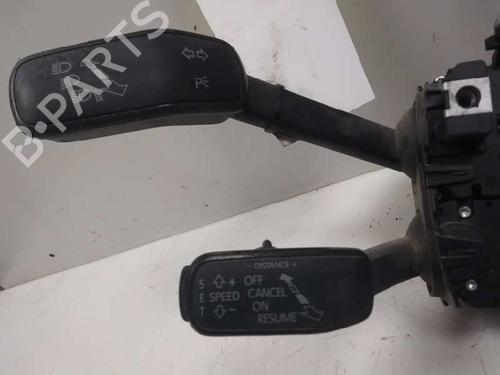 B-PARTS
- DISTANCE +
S + OFF
E SPEED CANCEL
T - ON
RESUME